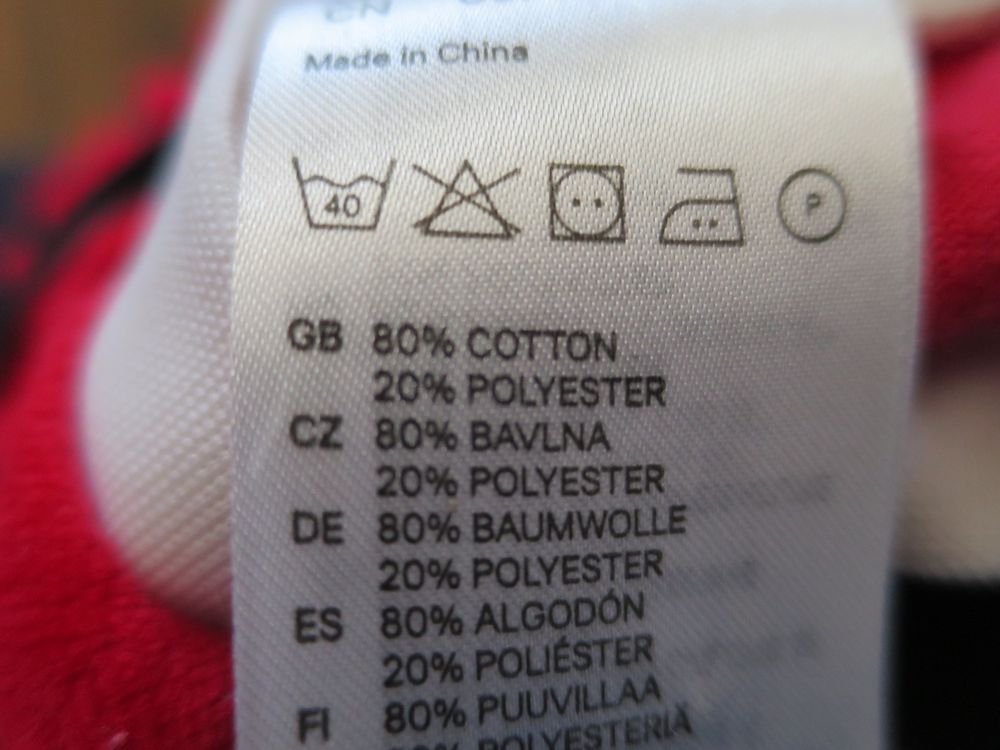 Made in China
40
P
GB 80% COTTON
20% POLYESTER
CZ 80% BAVLNA
20% POLYESTER
DE 80% BAUMWOLLE
20% POLYESTER
ES 80% ALGODÓN
20% POLIÉSTER
FI 80% PUUVILLAA
POLYESTERIÄ